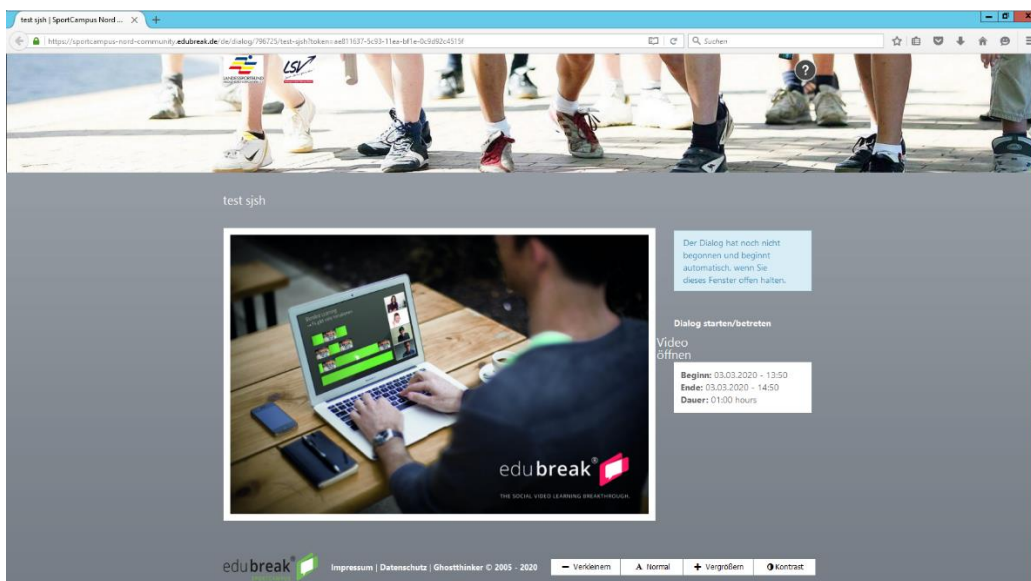 test sjsh | SportCampus Nord ...
https://sportcampus-nord-community.edubreak.de/de/dialog/796725/test-sjsh?token=ae811637-5c93-11ea-bf1e-0c9d92c4515f
Suchen
LSV
?
test sjsh
Der Dialog hat noch nicht
begonnen und beginnt
automatisch, wenn Sie
dieses Fenster offen halten.
Dialog starten/betreten
Video
öffnen
Beginn: 03.03.2020 - 13:50
Ende: 03.03.2020 - 14:50
Dauer: 01:00 hours
edubreak®
THE SOCIAL VIDEO LEARNING BREAKTHROUGH.
edubreak®
Impressum | Datenschutz | Ghostthinker © 2005 - 2020
Verkleinern
A Normal
Vergrößern
Kontrast